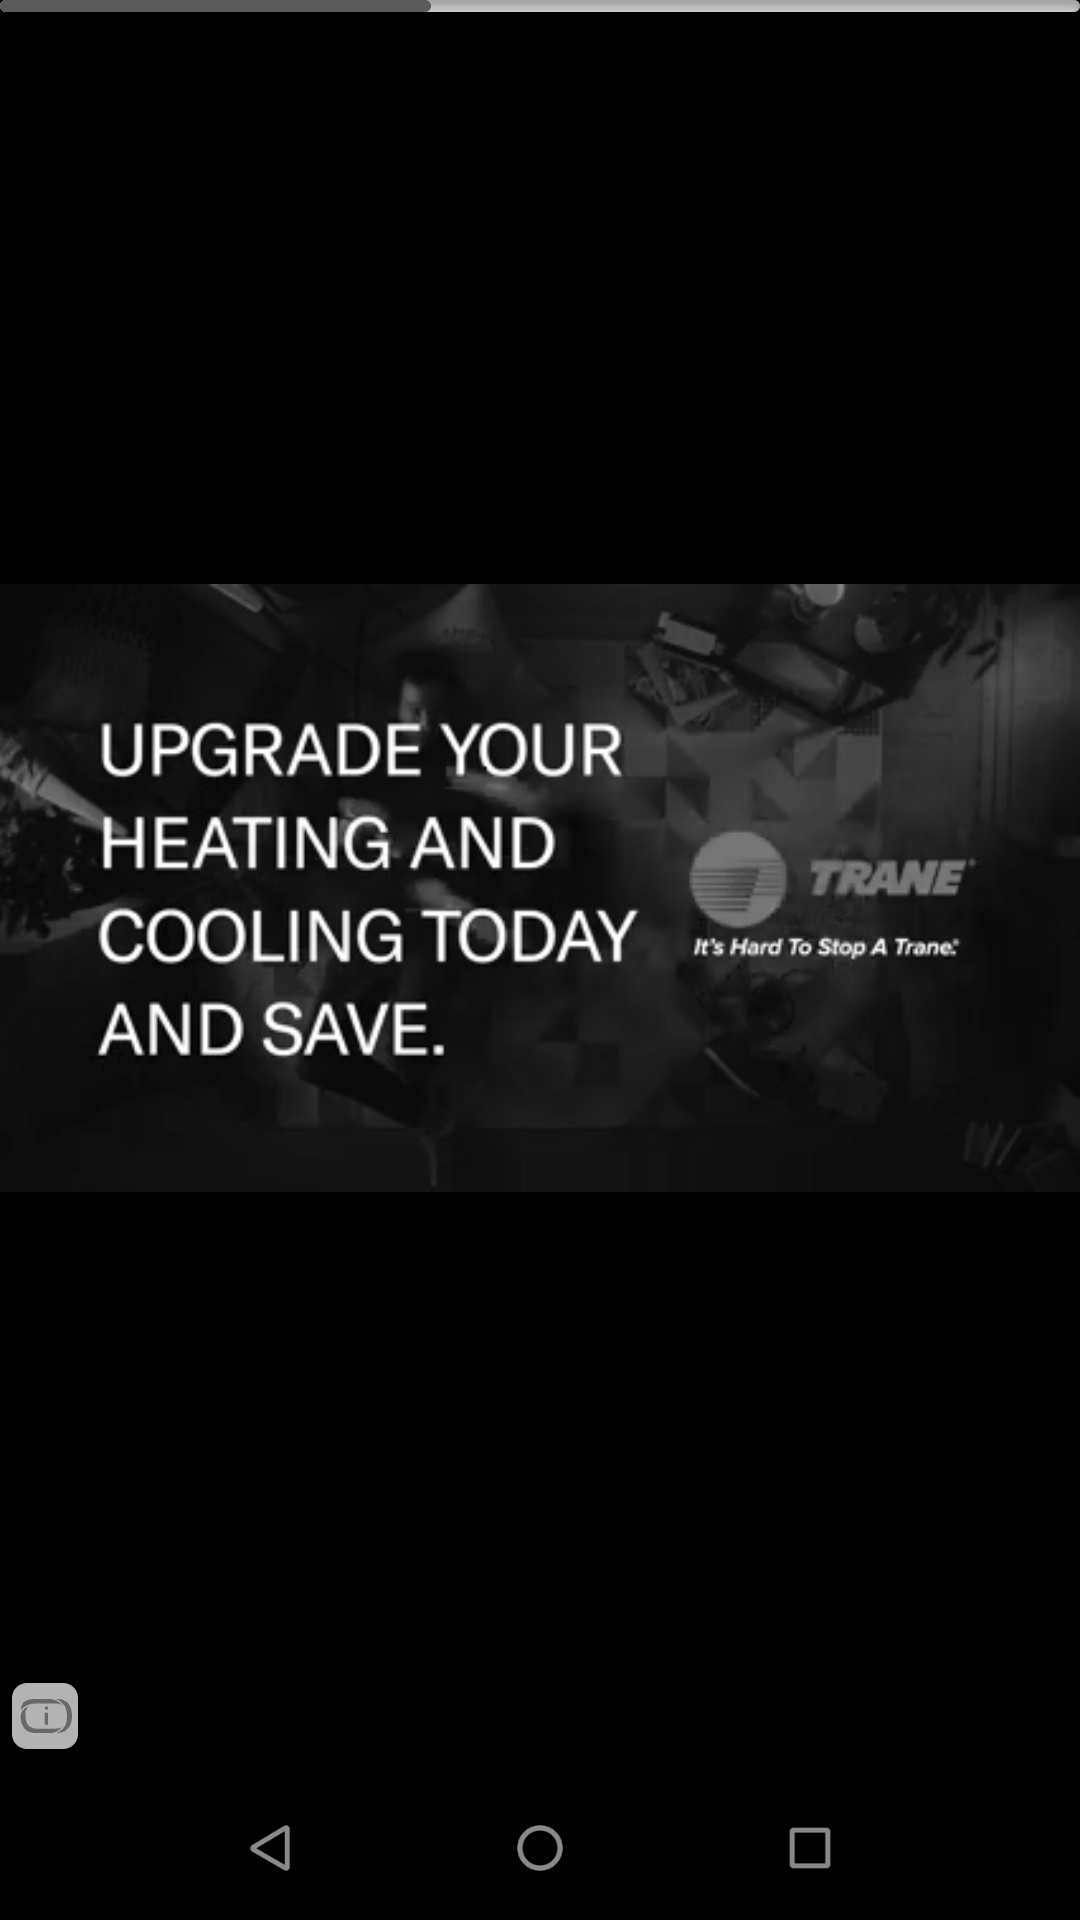 UPGRADE YOUR
HEATING AND
COOLING TODAY
AND SAVE.
TRANE®
It's Hard To Stop A Trane.®
i